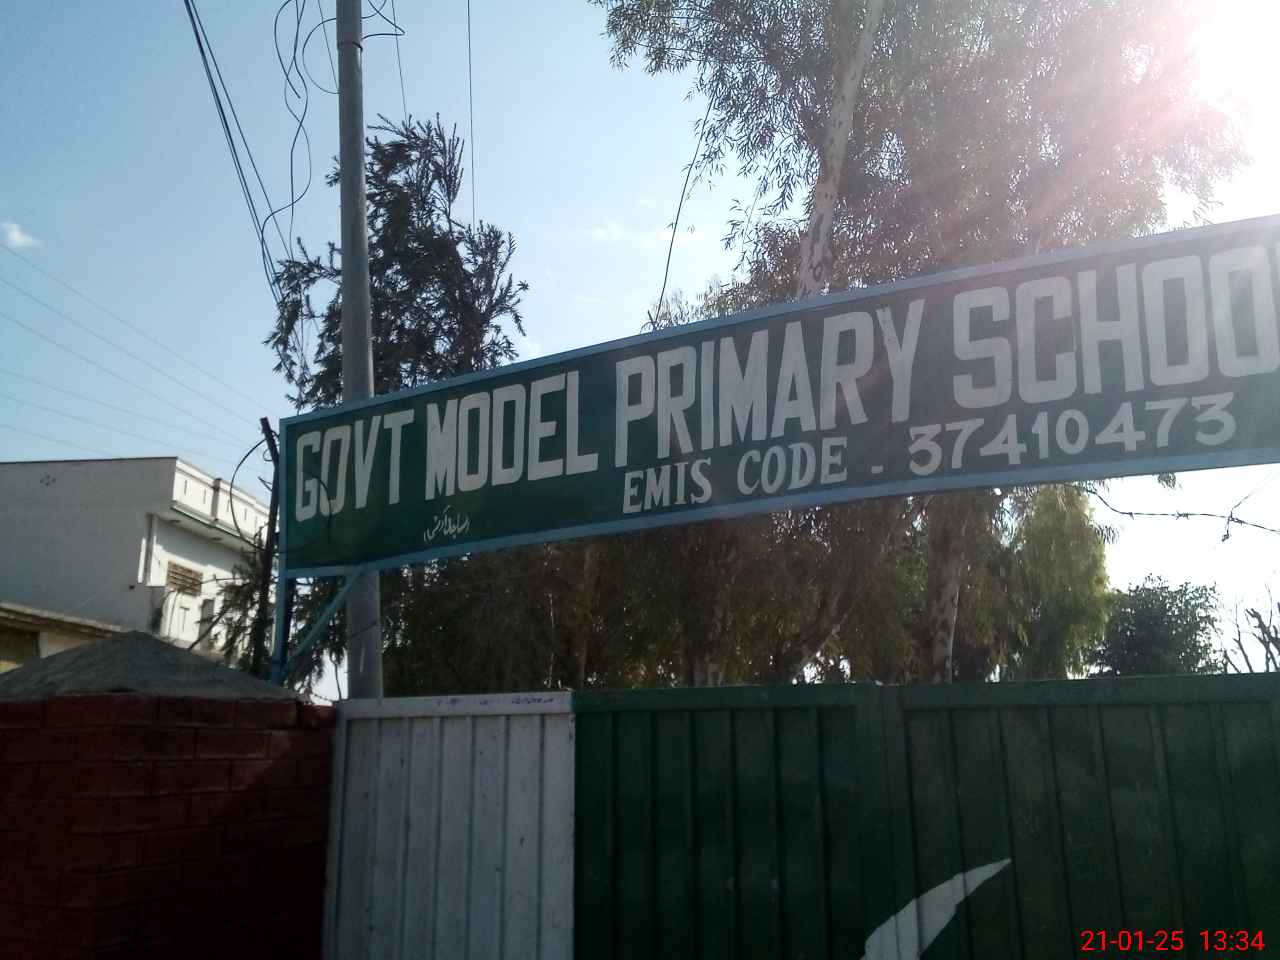 GOVT MODEL PRIMARY SCHOO
EMIS CODE - 37410473
21-01-25 13:34